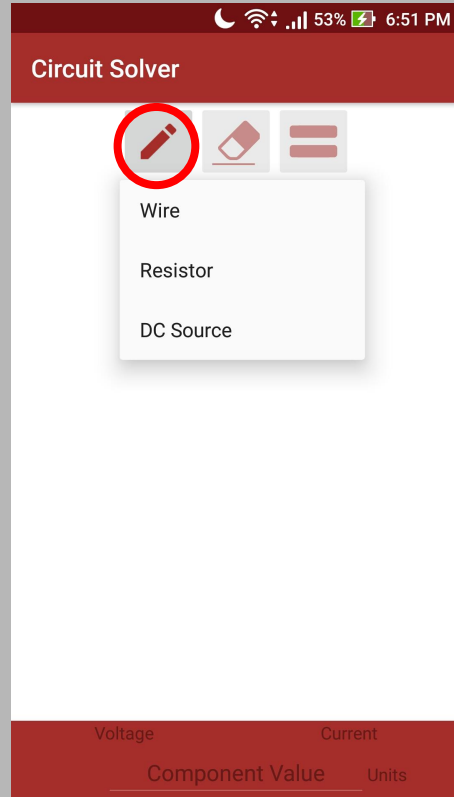 53% 6:51 PM
Circuit Solver
Wire
Resistor
DC Source
Voltage Current
Component Value Units